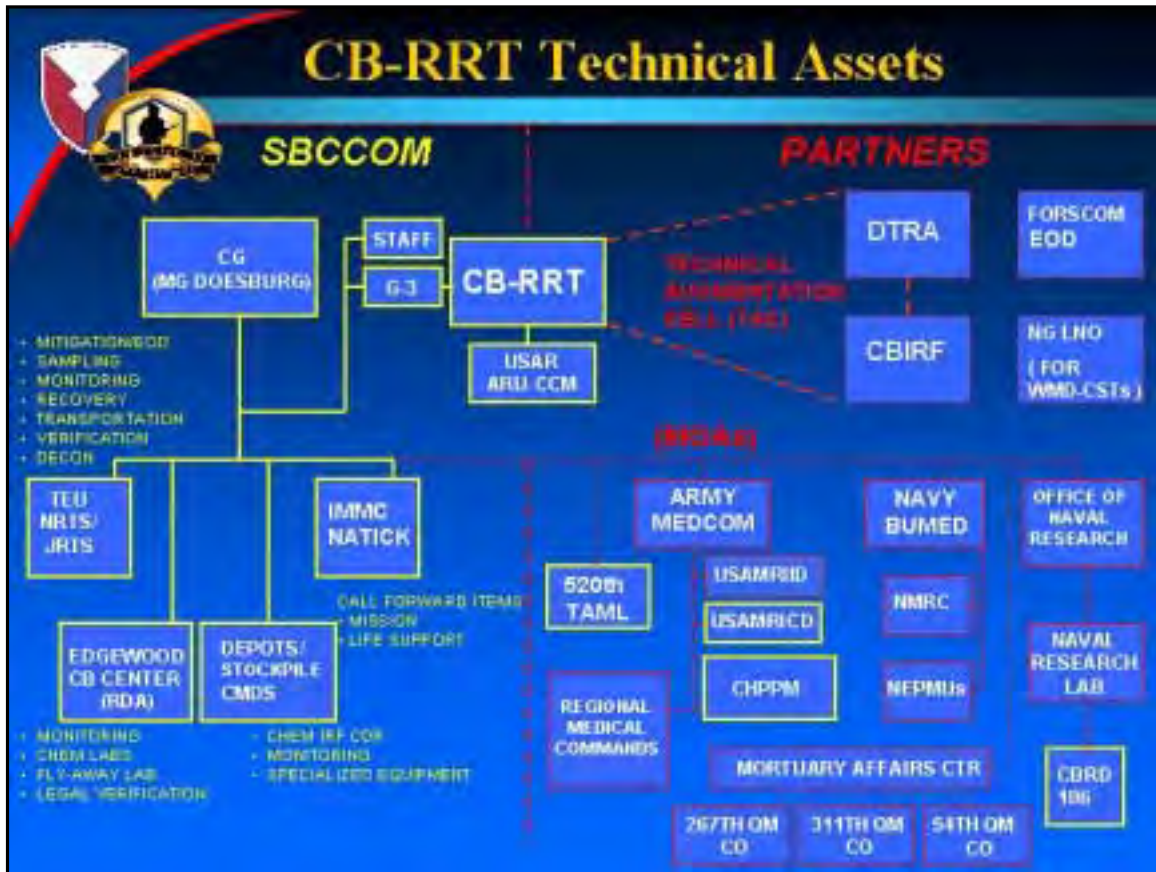 CB-RRT Technical Assets
SBCCOM
PARTNERS
CG
(MG DOESBURG)
STAFF
G-3
CB-RRT
USAR
ARU CCM
TECHNICAL
AUGMENTATION
CELL (TAC)
DTRA
CBIRF
FORSCOM
EOD
NG LNO
( FOR
WMD-CSTs )
• MITIGATION/EOD
• SAMPLING
• MONITORING
• RECOVERY
• TRANSPORTATION
• VERIFICATION
• DECON
TEU
NRTS/
JRTS
IMMC
NATICK
CALL FORWARD ITEMS
• MISSION
• LIFE SUPPORT
EDGEWOOD
CB CENTER
(RDA)
DEPOTS/
STOCKPILE
CMDS
• MONITORING
• CHEM LABS
• FLY-AWAY LAB
• LEGAL VERIFICATION
• CHEM IRF
• MONITORING
• SPECIALIZED EQUIPMENT
(MOAs)
520th
TAML
ARMY
MEDCOM
USAMRIID
USAMRICD
CHPPM
REGIONAL
MEDICAL
COMMANDS
NAVY
BUMED
NMRC
NEPMUs
OFFICE OF
NAVAL
RESEARCH
NAVAL
RESEARCH
LAB
CBRD
MORTUARY AFFAIRS CTR
267TH QM
CO
311TH QM
CO
54TH QM
CO